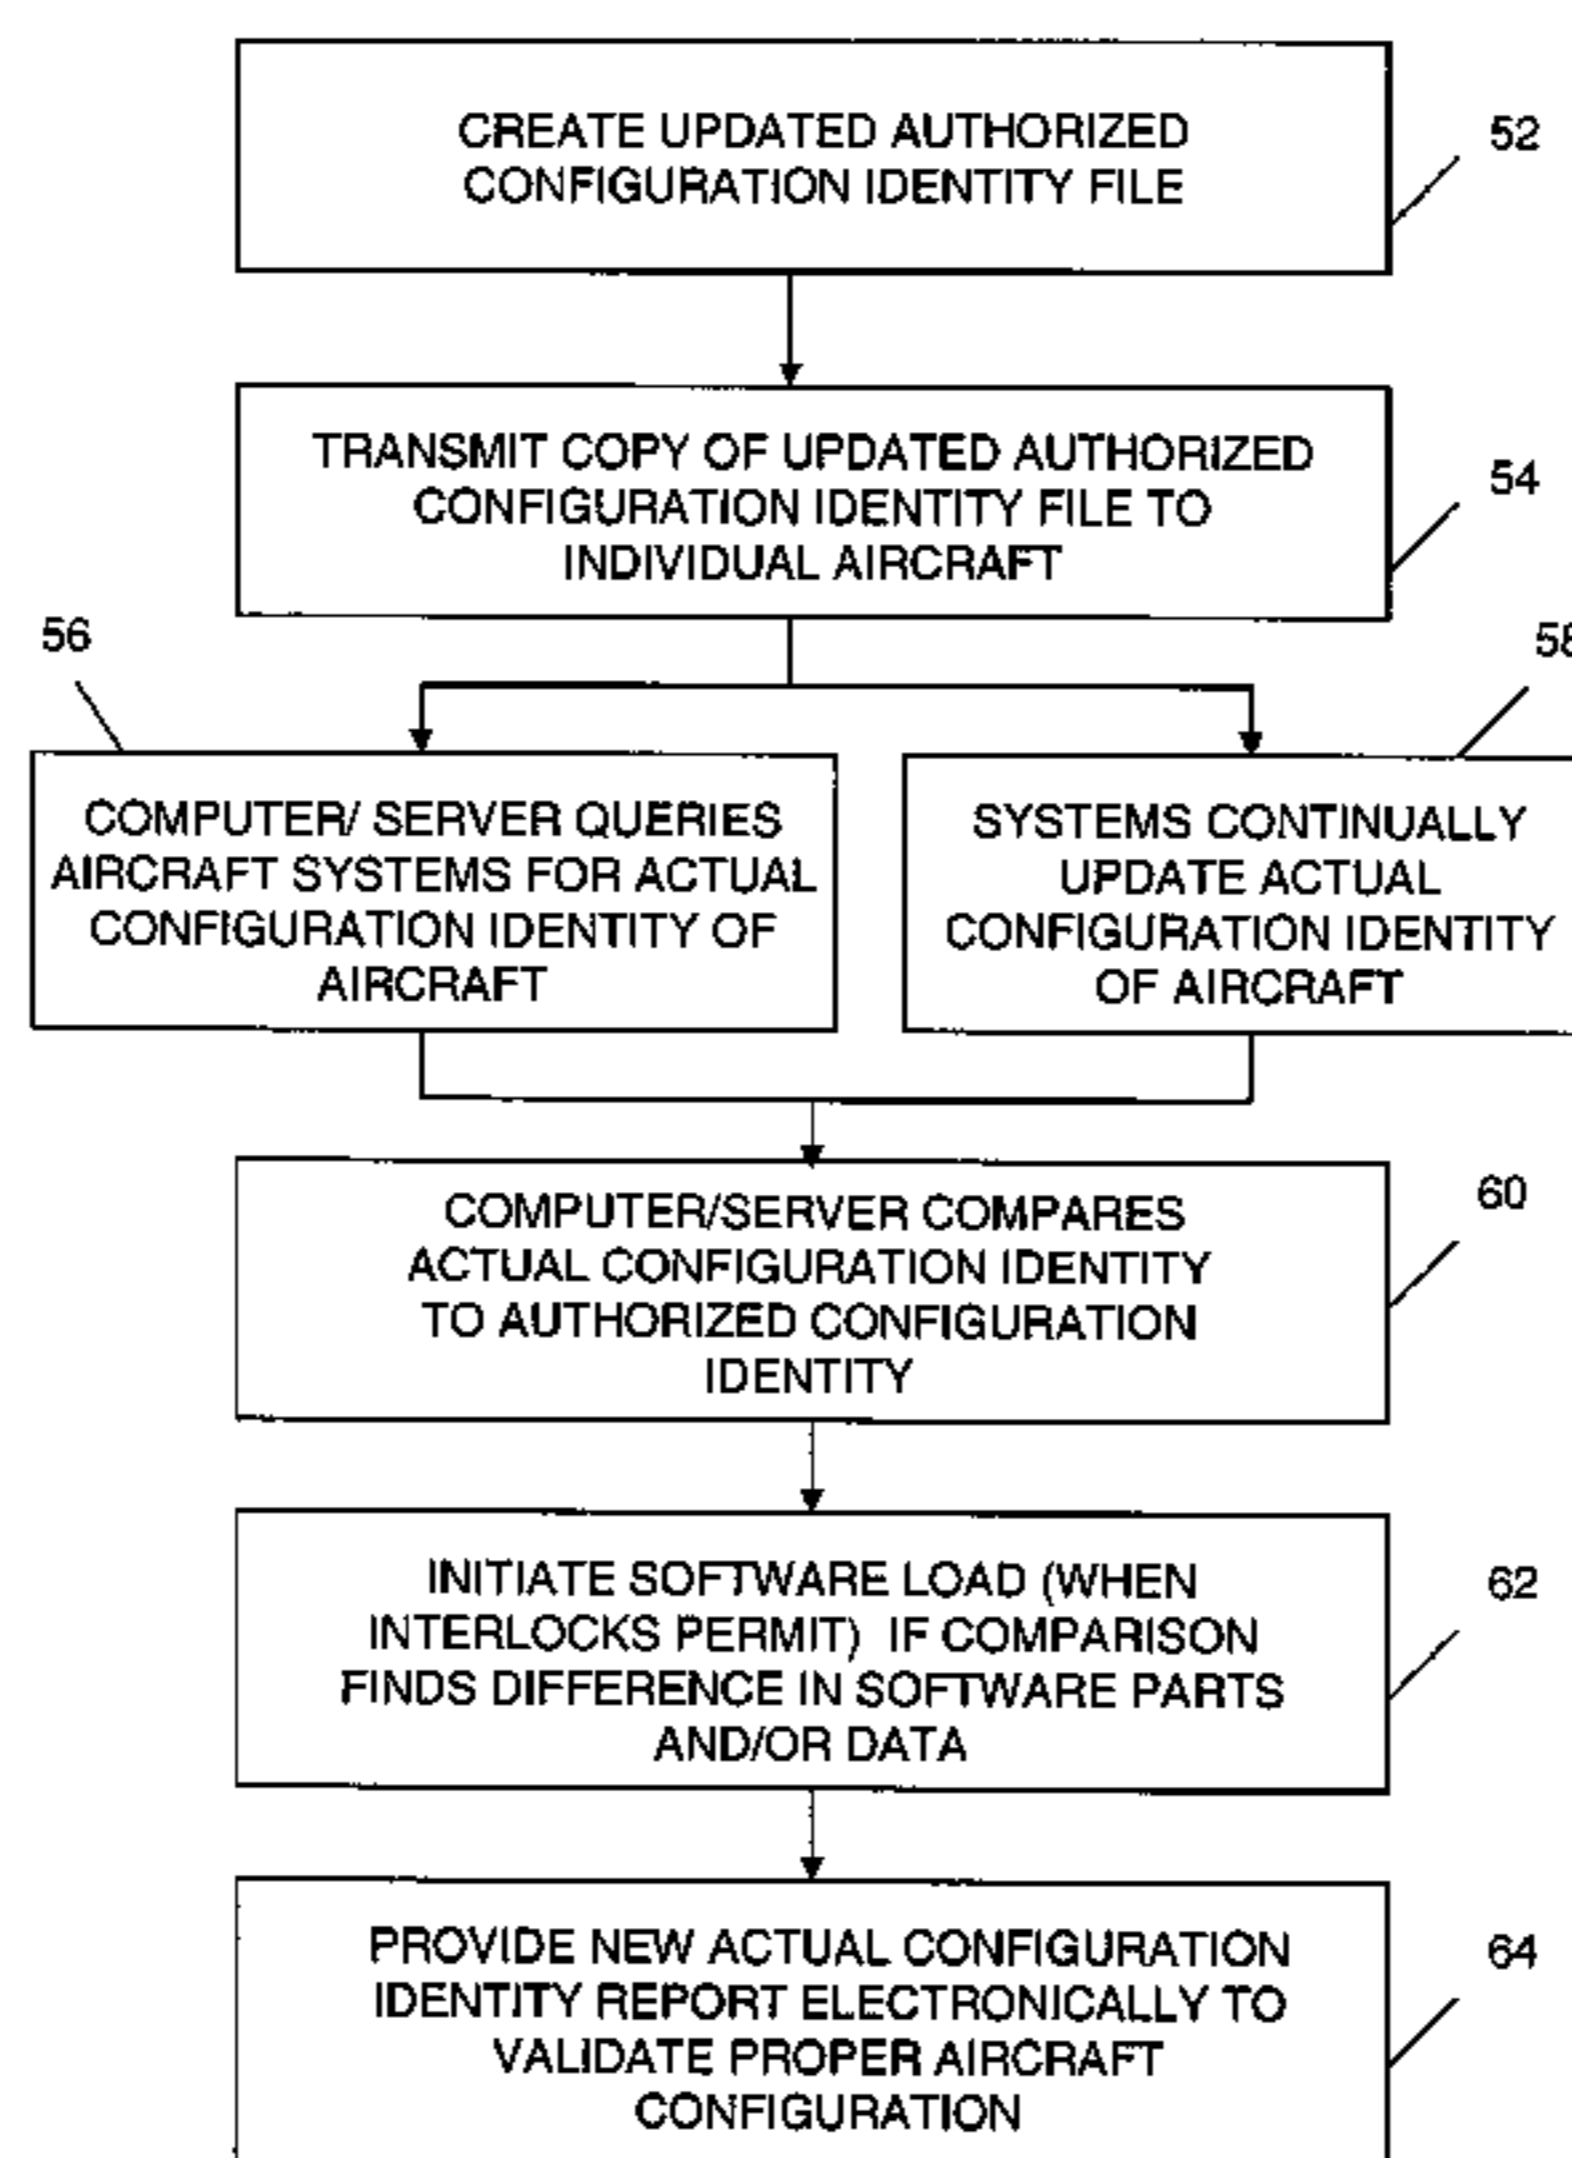 CREATE UPDATED AUTHORIZED
CONFIGURATION IDENTITY FILE
52
TRANSMIT COPY OF UPDATED AUTHORIZED
CONFIGURATION IDENTITY FILE TO
INDIVIDUAL AIRCRAFT
54
56
58
COMPUTER/ SERVER QUERIES
AIRCRAFT SYSTEMS FOR ACTUAL
CONFIGURATION IDENTITY OF
AIRCRAFT
SYSTEMS CONTINUALLY
UPDATE ACTUAL
CONFIGURATION IDENTITY
OF AIRCRAFT
COMPUTER/SERVER COMPARES
ACTUAL CONFIGURATION IDENTITY
TO AUTHORIZED CONFIGURATION
IDENTITY
60
INITIATE SOFTWARE LOAD (WHEN
INTERLOCKS PERMIT) IF COMPARISON
FINDS DIFFERENCE IN SOFTWARE PARTS
AND/OR DATA
62
PROVIDE NEW ACTUAL CONFIGURATION
IDENTITY REPORT ELECTRONICALLY TO
VALIDATE PROPER AIRCRAFT
CONFIGURATION
64